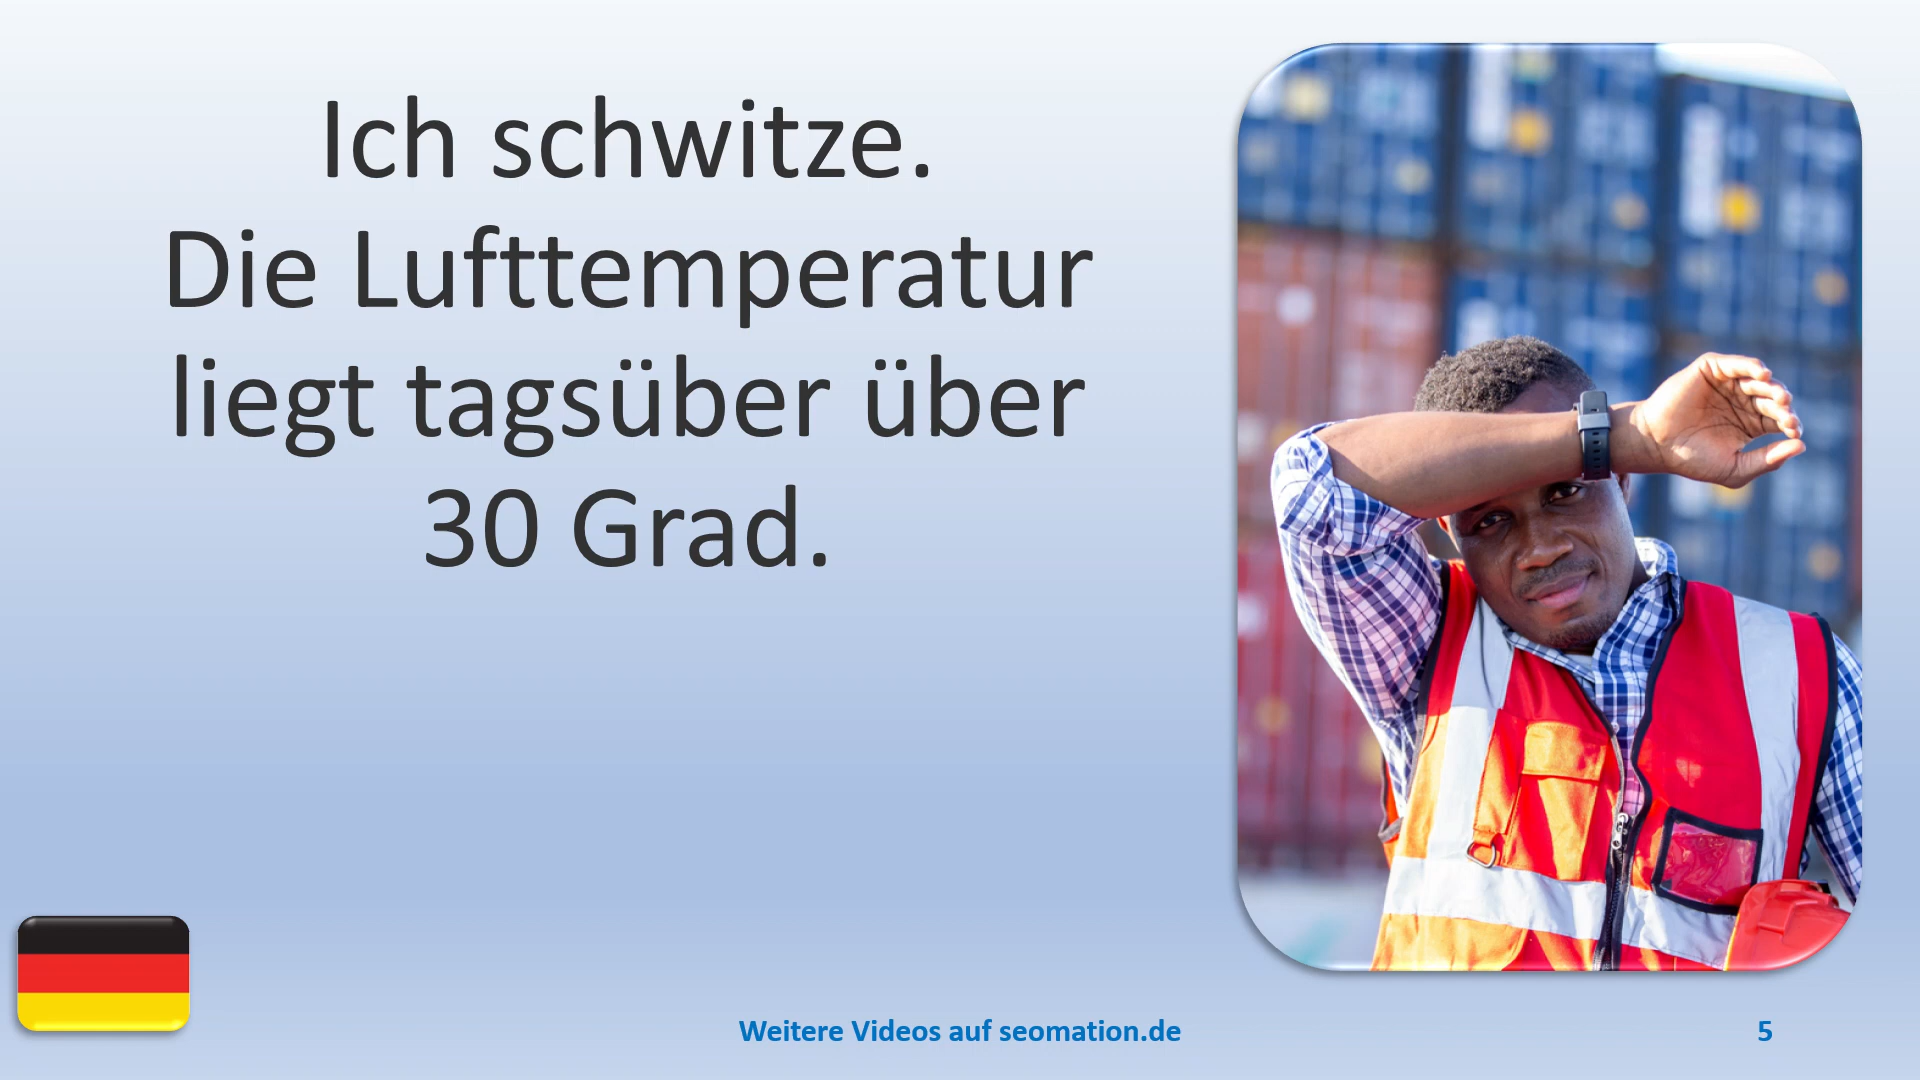 Ich schwitze.
Die Lufttemperatur
liegt tagsüber über
30 Grad.
Weitere Videos auf seomation.de
5